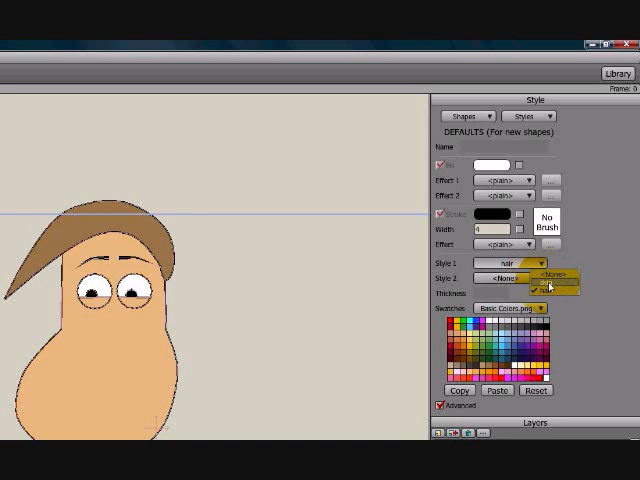 Library
Frame: 0
Style
Shapes Styles
DEFAULTS (For new shapes)
Name
Fill
Effect 1 <plain> ...
Effect 2 <plain> ...
Stroke
No
Brush
Width 4
Effect <plain> ...
Style 1 hair
<None>
Style 2 <None>
hair
Thickness
Swatches Basic Colors.png
Copy Paste Reset
Advanced
Layers